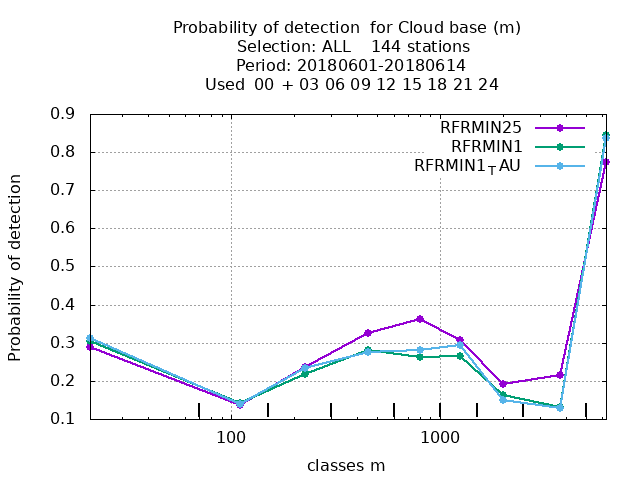 Probability of detection  for Cloud base (m)
Selection: ALL    144 stations
Period: 20180601-20180614
Used  00 + 03 06 09 12 15 18 21 24
RFRMIN25
RFRMIN1
RFRMIN1TAU
Probability of detection
0.9
0.8
0.7
0.6
0.5
0.4
0.3
0.2
0.1
100
1000
classes m